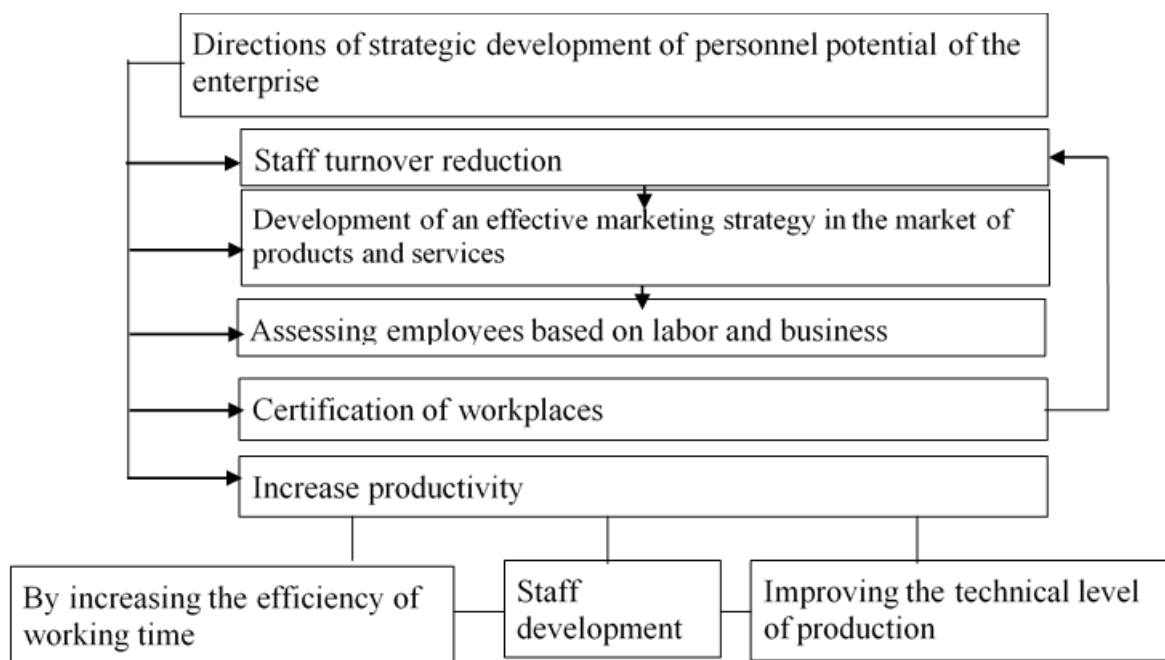 Directions of strategic development of personnel potential of the
enterprise
Staff turnover reduction
Development of an effective marketing strategy in the market of
products and services
Assessing employees based on labor and business
Certification of workplaces
Increase productivity
By increasing the efficiency of
working time
Staff
development
Improving the technical level
of production